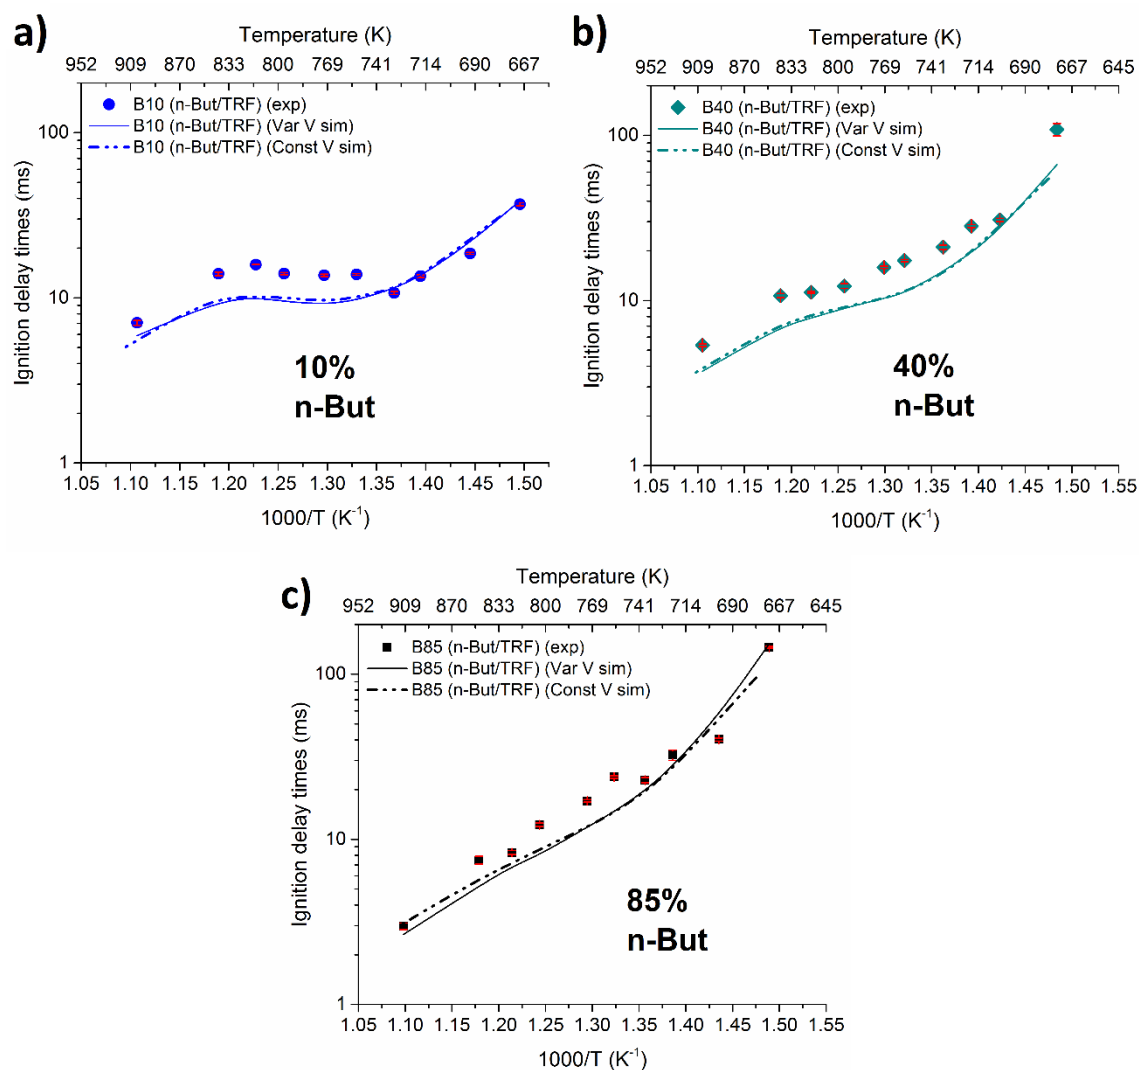 a)
Temperature (K)
952 909 870 833 800 769 741 714 690 667
B10 (n-But/TRF) (exp)
B10 (n-But/TRF) (Var V sim)
B10 (n-But/TRF) (Const V sim)
Ignition delay times (ms)
100
10
1
10%
n-But
1.05 1.10 1.15 1.20 1.25 1.30 1.35 1.40 1.45 1.50
1000/T (K⁻¹)
b)
Temperature (K)
952 909 870 833 800 769 741 714 690 667 645
B40 (n-But/TRF) (exp)
B40 (n-But/TRF) (Var V sim)
B40 (n-But/TRF) (Const V sim)
Ignition delay times (ms)
100
10
1
40%
n-But
1.05 1.10 1.15 1.20 1.25 1.30 1.35 1.40 1.45 1.50 1.55
1000/T (K⁻¹)
c)
Temperature (K)
952 909 870 833 800 769 741 714 690 667 645
B85 (n-But/TRF) (exp)
B85 (n-But/TRF) (Var V sim)
B85 (n-But/TRF) (Const V sim)
Ignition delay times (ms)
100
10
1
85%
n-But
1.05 1.10 1.15 1.20 1.25 1.30 1.35 1.40 1.45 1.50 1.55
1000/T (K⁻¹)